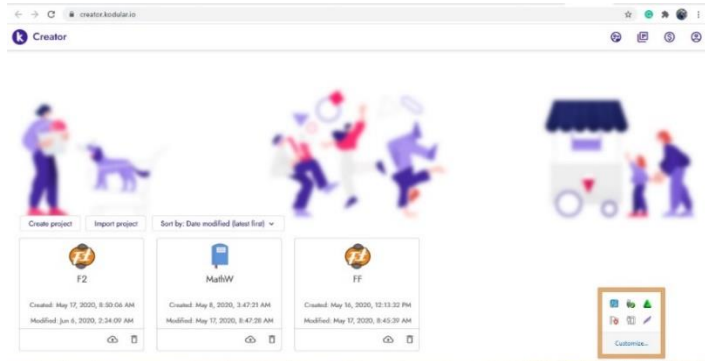 creator.kodular.io
Creator
Create project
Import project
Sort by: Date modified (latest first)
F2
Created: May 17, 2020, 8:50:06 AM
Modified: Jun 6, 2020, 2:34:09 AM
MathW
Created: May 8, 2020, 3:47:21 AM
Modified: May 17, 2020, 8:47:28 AM
FF
Created: May 16, 2020, 12:13:32 PM
Modified: May 17, 2020, 8:45:39 AM
Customize...